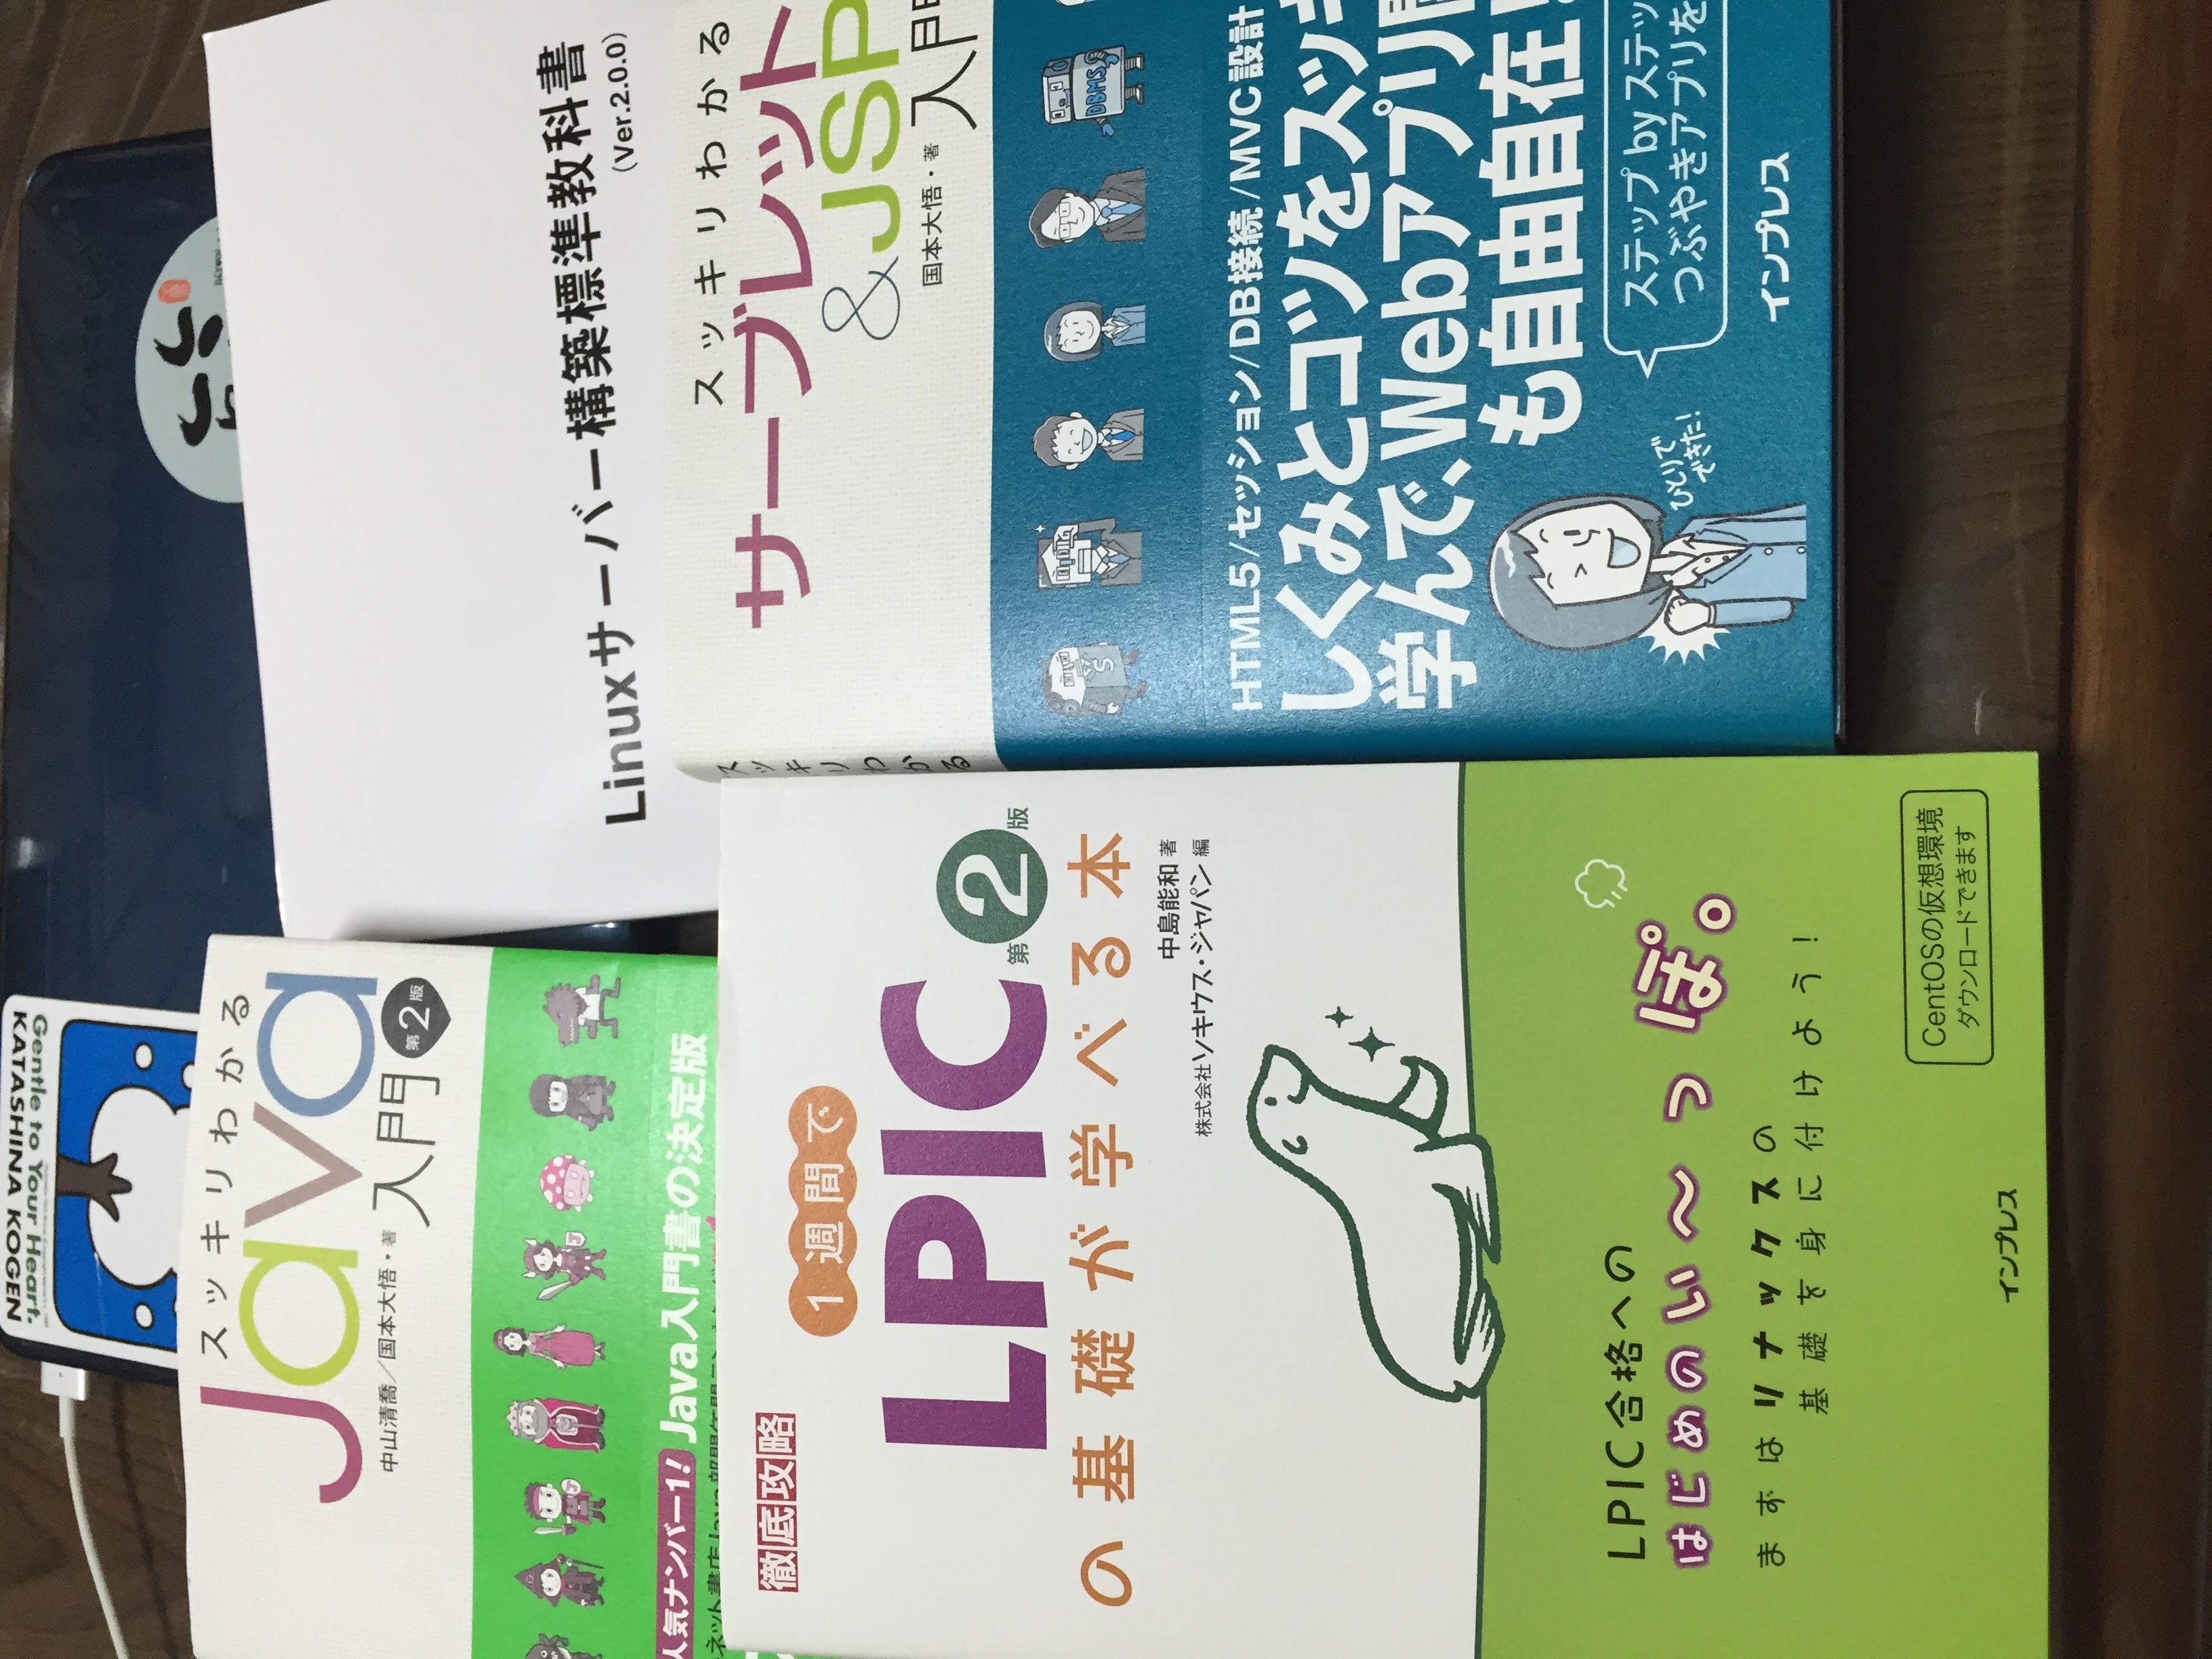 Gentle to Your Heart.
KATASHINA KOGEN
スッキリわかる
Java
入門
第2版
中山清喬／国本大悟・著
人気ナンバー1!
Java入門書の決定版
Linuxサーバー構築標準教科書
(Ver.2.0.0)
徹底攻略
1週間で
LPIC
第2版
の基礎が学べる本
中島能和 著
株式会社ソキウス・ジャパン 編
LPIC合格への
はじめのい〜っぽ。
まずはリナックスの
基礎を身に付けよう!
CentOSの仮想環境
ダウンロードできます
インプレス
スッキリわかる
スッキリわかる
サーブレット
&JSP
国本大悟・著
入門
DBMS
HTML5/セッション/DB接続/MVC設計
しくみとコツをスッキ
学んで、Webアプリ開
も自由自在!
ひとりで
できた!
ステップ by ステッ
つぶやきアプリを
インプレス